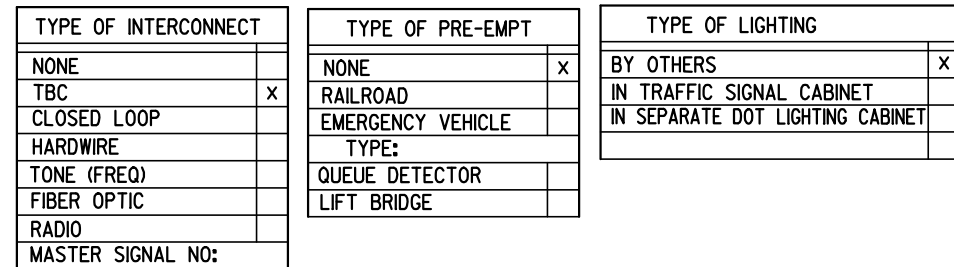 TYPE OF INTERCONNECT
NONE
TBC X
CLOSED LOOP
HARDWIRE
TONE (FREQ)
FIBER OPTIC
RADIO
MASTER SIGNAL NO:
TYPE OF PRE-EMPT
NONE X
RAILROAD
EMERGENCY VEHICLE
TYPE:
QUEUE DETECTOR
LIFT BRIDGE
TYPE OF LIGHTING
BY OTHERS X
IN TRAFFIC SIGNAL CABINET
IN SEPARATE DOT LIGHTING CABINET